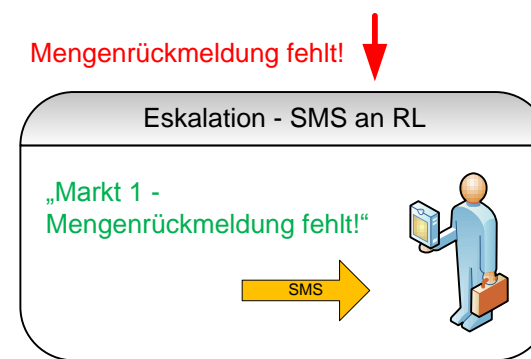 Mengenrückmeldung fehlt!
Eskalation - SMS an RL
„Markt 1 -
Mengenrückmeldung fehlt!“
SMS